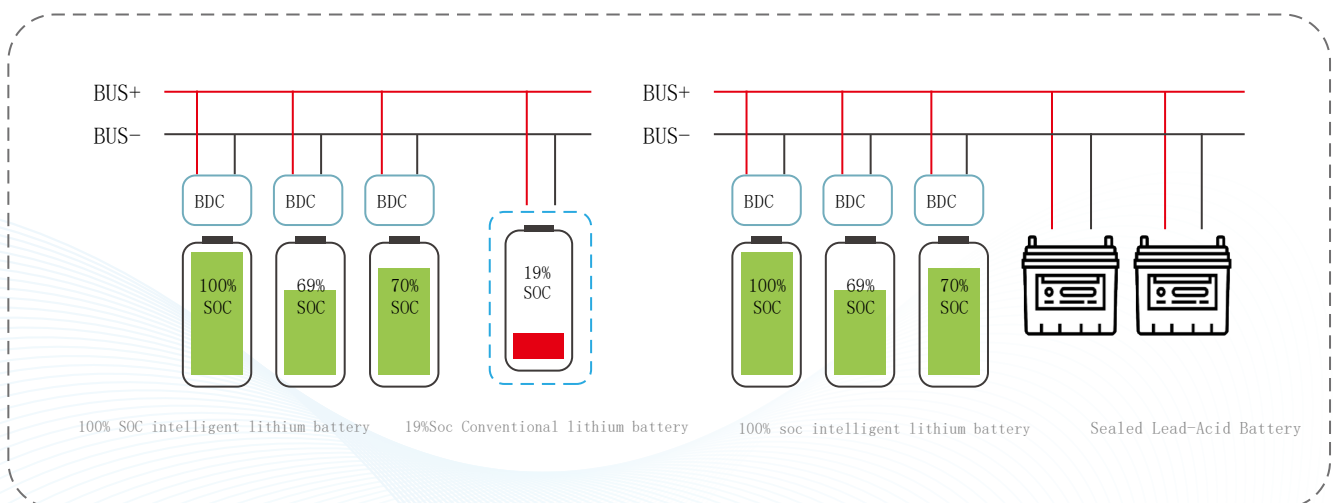 BUS+
BUS-
BDC
BDC
BDC
100%
SOC
69%
SOC
70%
SOC
19%
SOC
100% SOC intelligent lithium battery
19%Soc Conventional lithium battery
BUS+
BUS-
BDC
BDC
BDC
100%
SOC
69%
SOC
70%
SOC
100% soc intelligent lithium battery
Sealed Lead-Acid Battery